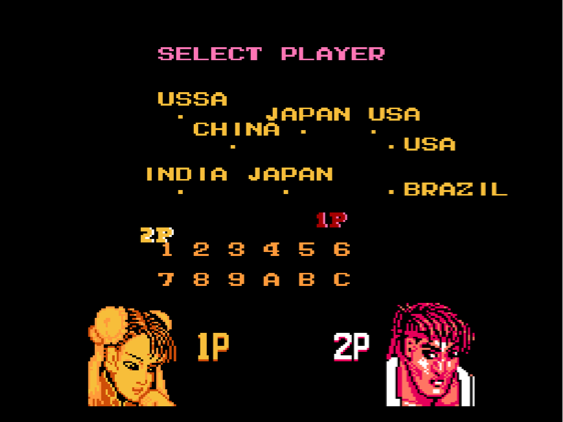 SELECT PLAYER
USSA
JAPAN USA
CHINA
USA
INDIA JAPAN
BRAZIL
1P
2P
1 2 3 4 5 6
7 8 9 A B C
1P 2P